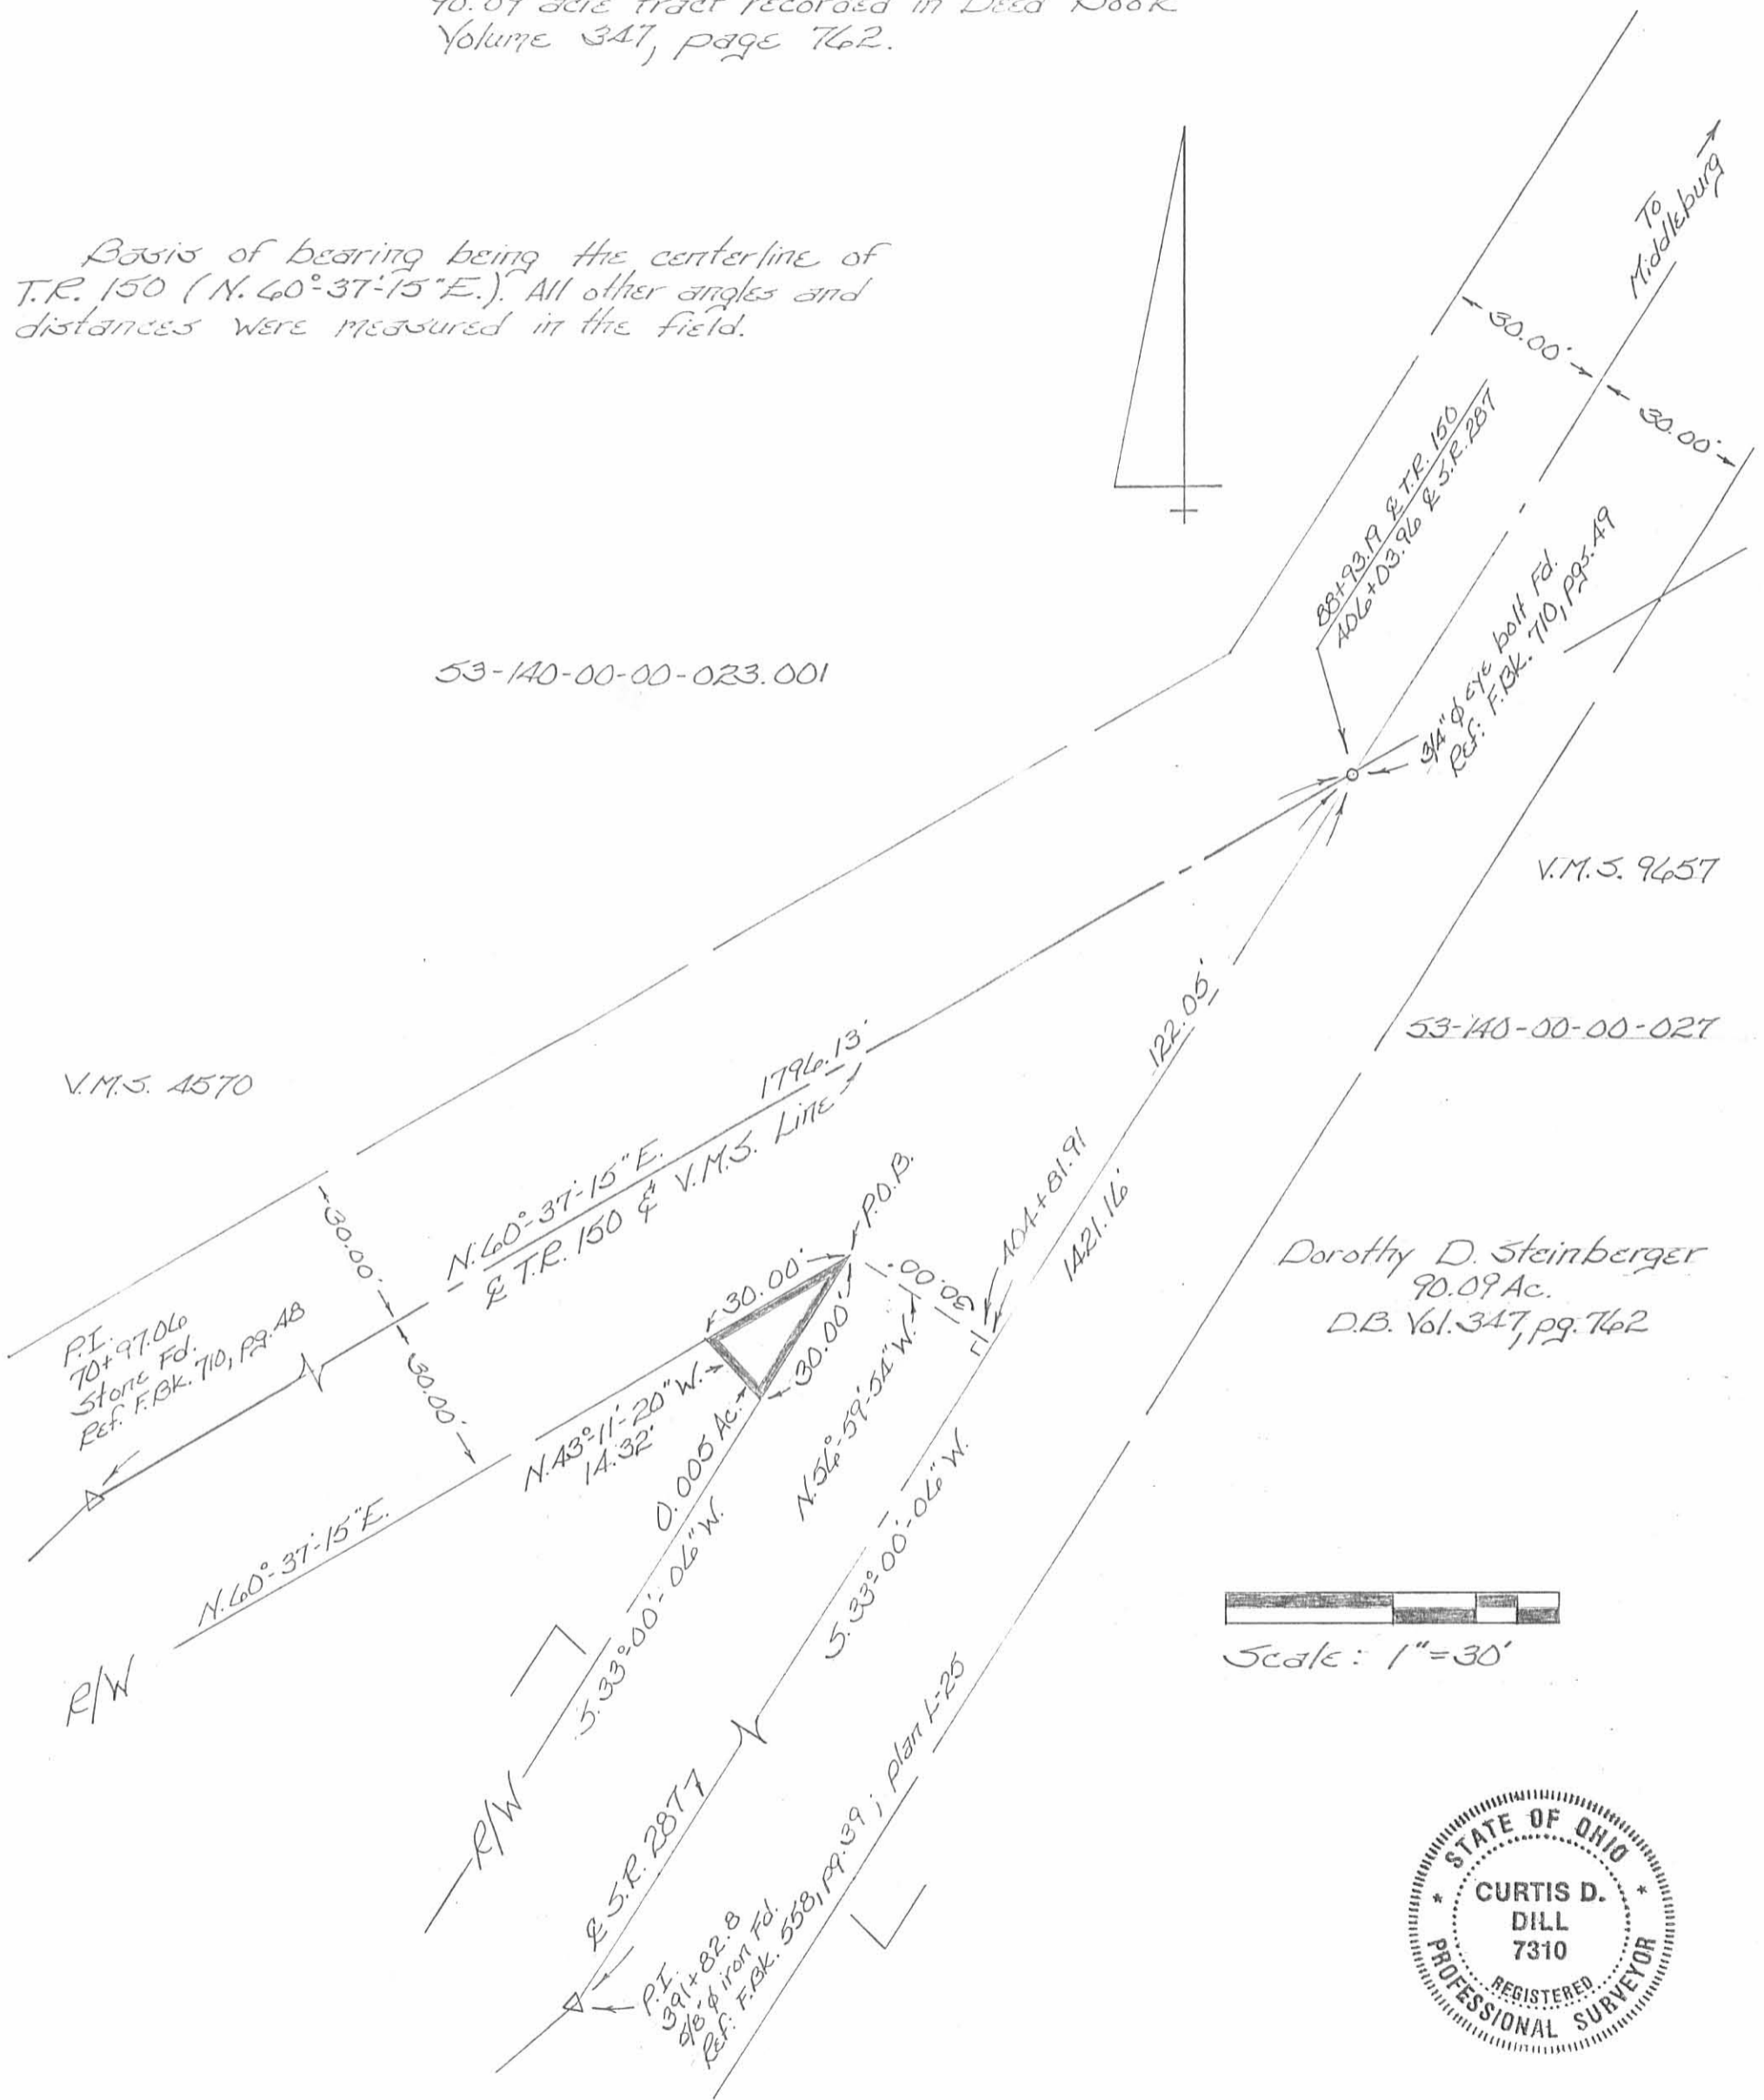 90.09 acre tract recorded in Deed Book
Volume 347, page 762.
To
Middleburg
Basis of bearing being the centerline of
T.R. 150 (N.60°-37'-15"E.). All other angles and
distances were measured in the field.
30.00'
30.00'
88+93.19 ℄ T.R. 150
406+03.96 ℄ S.R. 287
3/4" φ eye bolt Fd.
Ref: F.BK. 710, pgs.49
53-140-00-00-023.001
V.M.S. 9657
122.05'
53-140-00-00-027
V.M.S. 4570
1796.13'
N.60°-37'-15"E.
℄ T.R. 150 & V.M.S. Line
P.O.B.
404+81.91
1421.16'
30.00'
30.00'
30.00'
30.00'
30.00'
Dorothy D. Steinberger
90.09 Ac.
D.B. Vol. 347, pg. 762
P.I.
70+97.06
Stone Fd.
Ref. F.BK. 710, pg. 48
N.43°-11'-20"W.
14.32'
0.005 Ac.
N.56°-59'-54"W.
N.60°-37'-15"E.
S.33°-00'-06"W.
S.33°-00'-06"W.
Scale: 1"=30'
R/W
R/W
℄ S.R. 287
P.I.
391+82.8
5/8" φ iron Fd.
Ref: F.BK. 558, pg. 39; plan L-25
STATE OF OHIO
CURTIS D.
DILL
7310
REGISTERED
PROFESSIONAL SURVEYOR